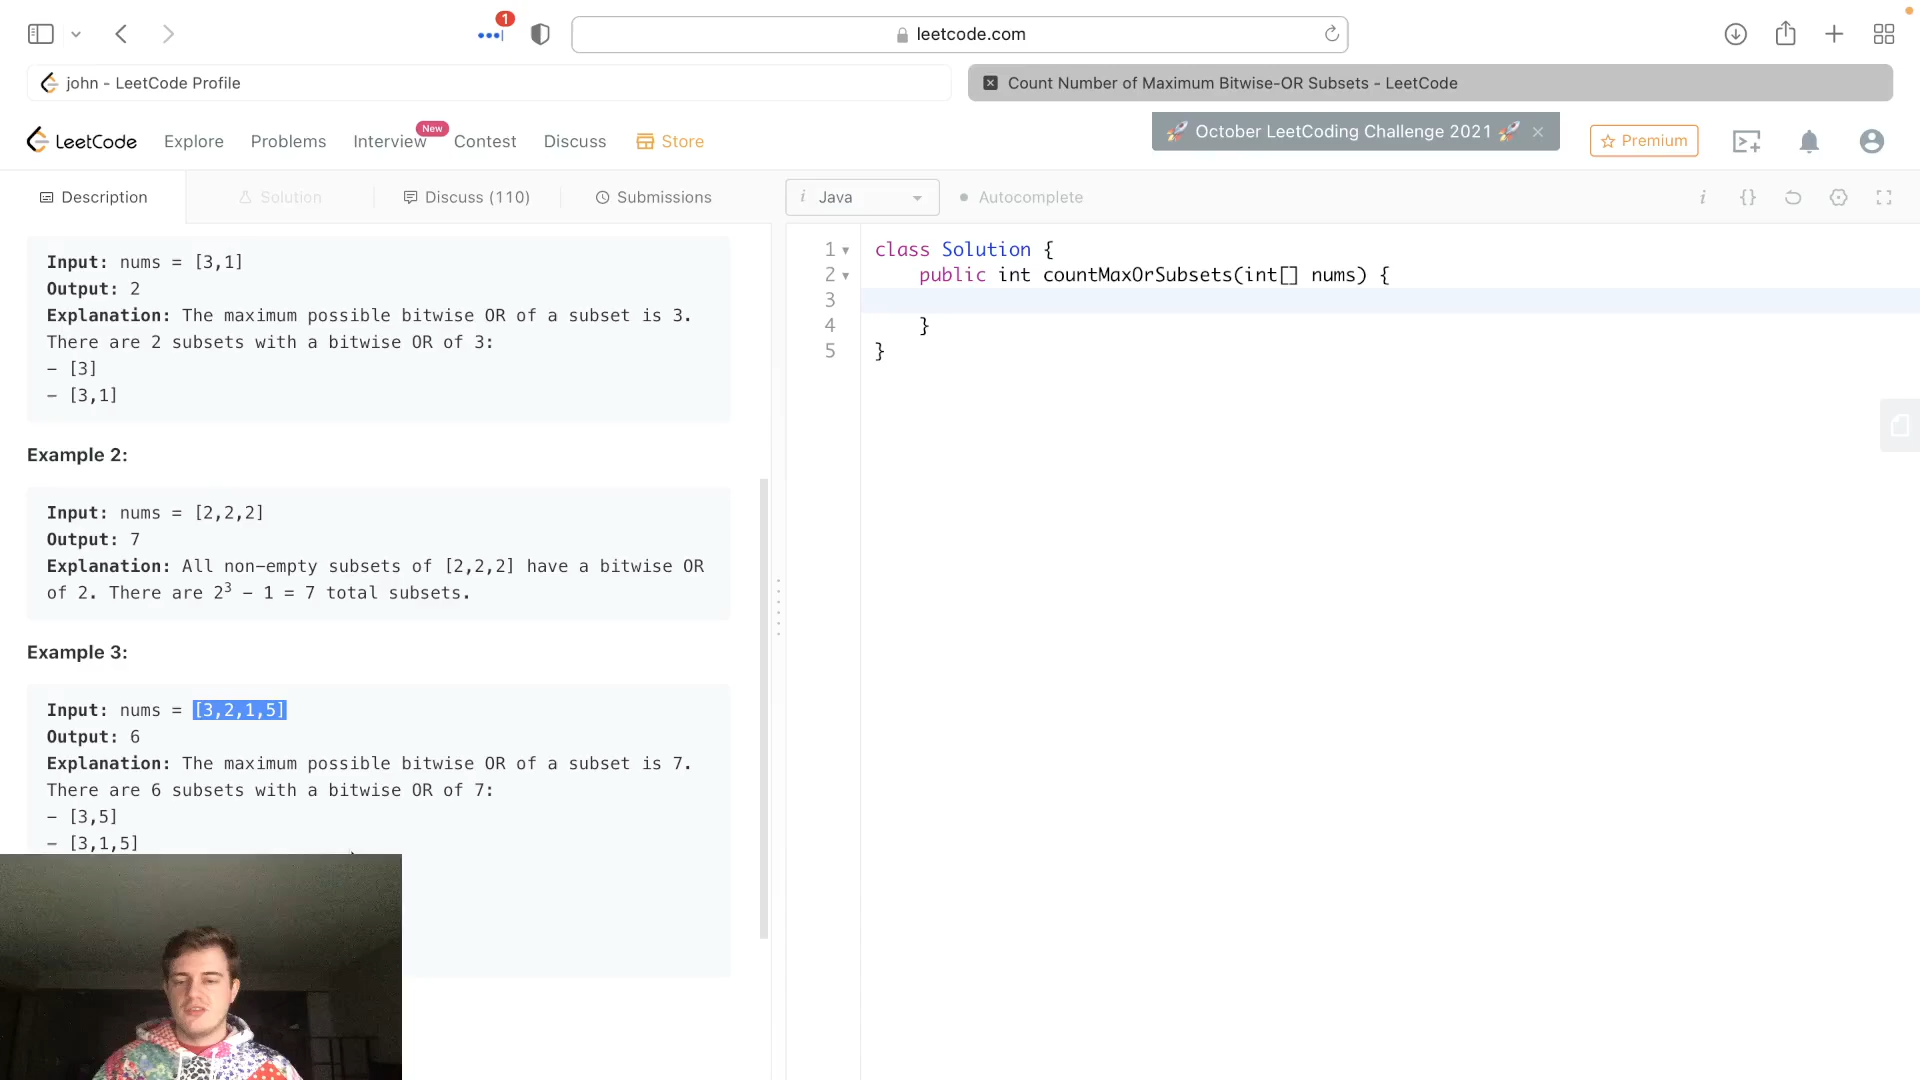 1
leetcode.com
john - LeetCode Profile
Count Number of Maximum Bitwise-OR Subsets - LeetCode
LeetCode
Explore
Problems
Interview
New
Contest
Discuss
Store
🚀 October LeetCoding Challenge 2021 🚀 ×
Premium
Description
Solution
Discuss (110)
Submissions
i Java
Autocomplete
i {}
Input: nums = [3,1]
Output: 2
Explanation: The maximum possible bitwise OR of a subset is 3.
There are 2 subsets with a bitwise OR of 3:
- [3]
- [3,1]
Example 2:
Input: nums = [2,2,2]
Output: 7
Explanation: All non-empty subsets of [2,2,2] have a bitwise OR
of 2. There are 2³ - 1 = 7 total subsets.
Example 3:
Input: nums = [3,2,1,5]
Output: 6
Explanation: The maximum possible bitwise OR of a subset is 7.
There are 6 subsets with a bitwise OR of 7:
- [3,5]
- [3,1,5]
1 class Solution {
2 public int countMaxOrSubsets(int[] nums) {
3
4 }
5 }